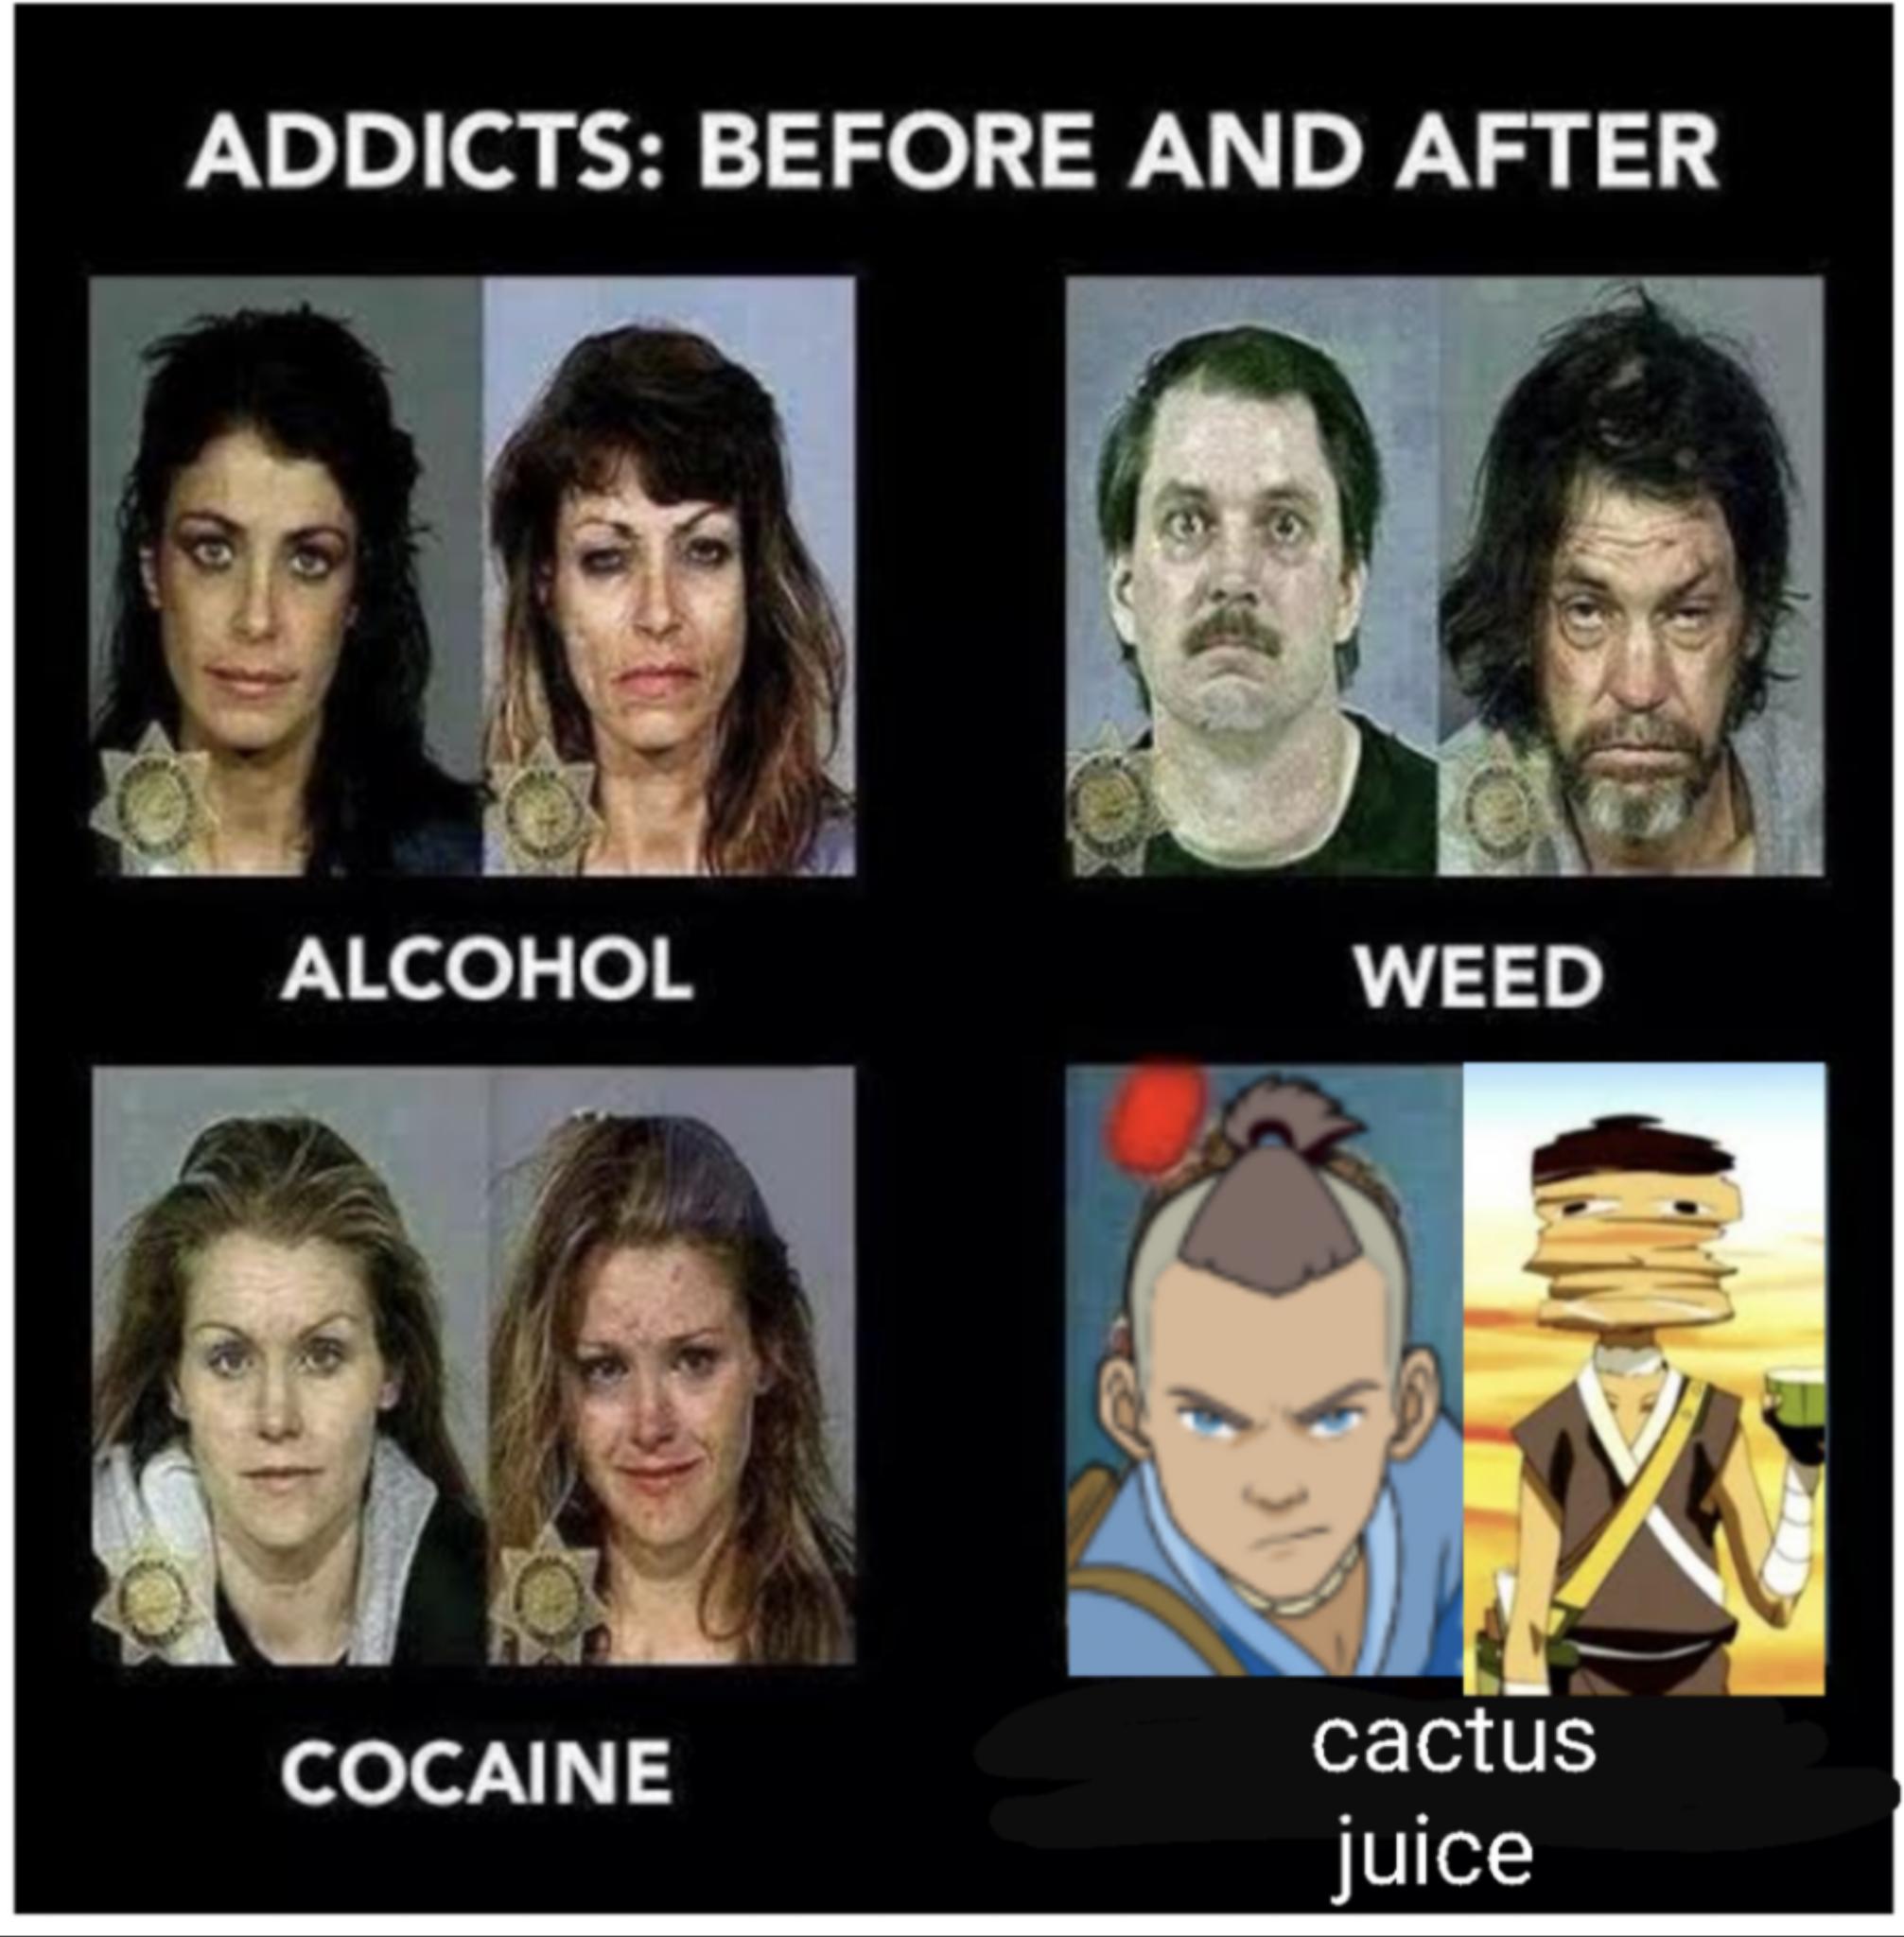 ADDICTS: BEFORE AND AFTER
ALCOHOL
WEED
COCAINE
cactus
juice